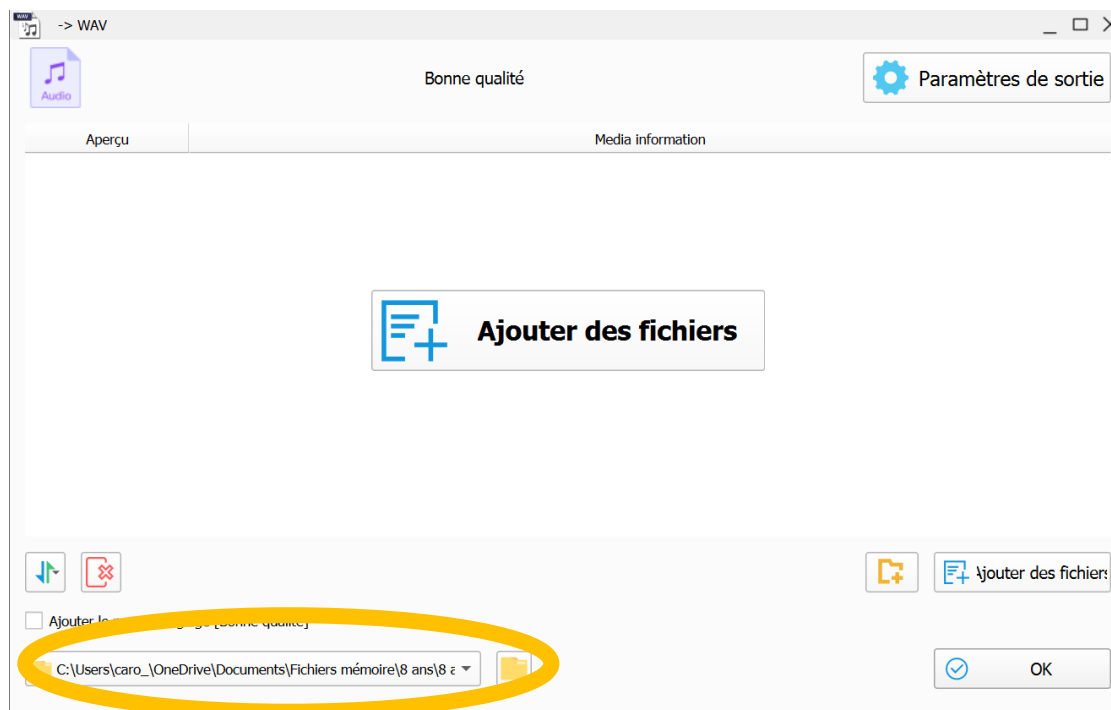 WAV
-> WAV
Audio
Bonne qualité
Paramètres de sortie
Aperçu
Media information
Ajouter des fichiers
Ajouter des fichiers
Ajouter [Bonne qualité]
C:\Users\caro_\OneDrive\Documents\Fichiers mémoire\8 ans\8 a
OK